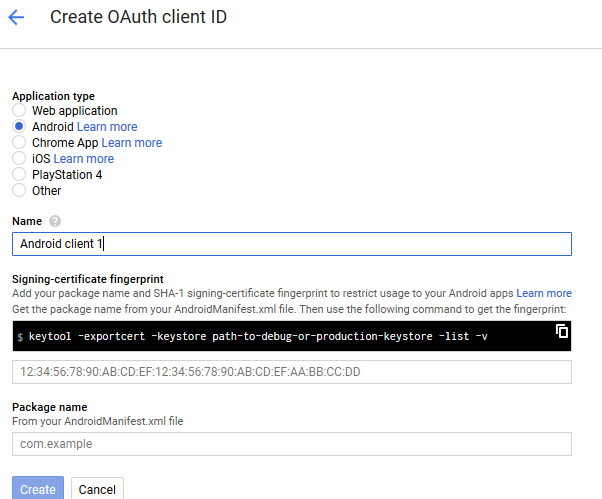 Create OAuth client ID
Application type
Web application
Android Learn more
Chrome App Learn more
iOS Learn more
PlayStation 4
Other
Name ?
Android client 1
Signing-certificate fingerprint
Add your package name and SHA-1 signing-certificate fingerprint to restrict usage to your Android apps Learn more
Get the package name from your AndroidManifest.xml file. Then use the following command to get the fingerprint:
$ keytool -exportcert -keystore path-to-debug-or-production-keystore -list -v
12:34:56:78:90:AB:CD:EF:12:34:56:78:90:AB:CD:EF:AA:BB:CC:DD
Package name
From your AndroidManifest.xml file
com.example
Create Cancel